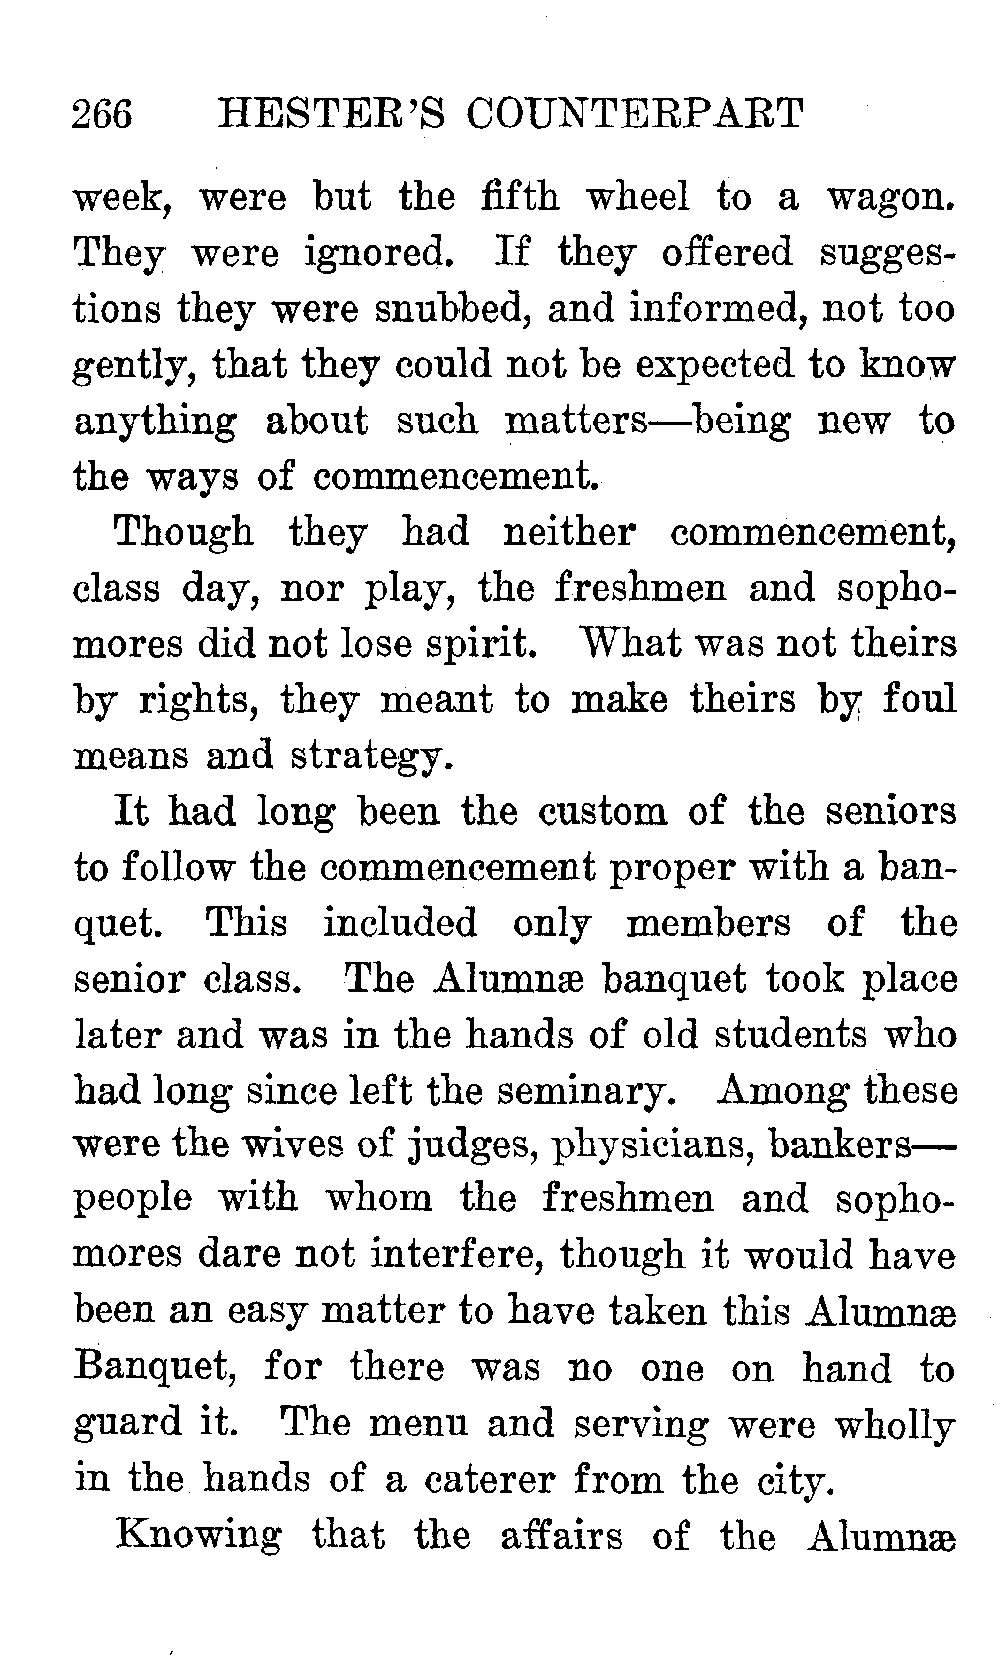 266 HESTER'S COUNTERPART
week, were but the fifth wheel to a wagon.
They were ignored. If they offered sugges-
tions they were snubbed, and informed, not too
gently, that they could not be expected to know
anything about such matters—being new to
the ways of commencement.
Though they had neither commencement,
class day, nor play, the freshmen and sopho-
mores did not lose spirit. What was not theirs
by rights, they meant to make theirs by foul
means and strategy.
It had long been the custom of the seniors
to follow the commencement proper with a ban-
quet. This included only members of the
senior class. The Alumnæ banquet took place
later and was in the hands of old students who
had long since left the seminary. Among these
were the wives of judges, physicians, bankers—
people with whom the freshmen and sopho-
mores dare not interfere, though it would have
been an easy matter to have taken this Alumnæ
Banquet, for there was no one on hand to
guard it. The menu and serving were wholly
in the hands of a caterer from the city.
Knowing that the affairs of the Alumnæ